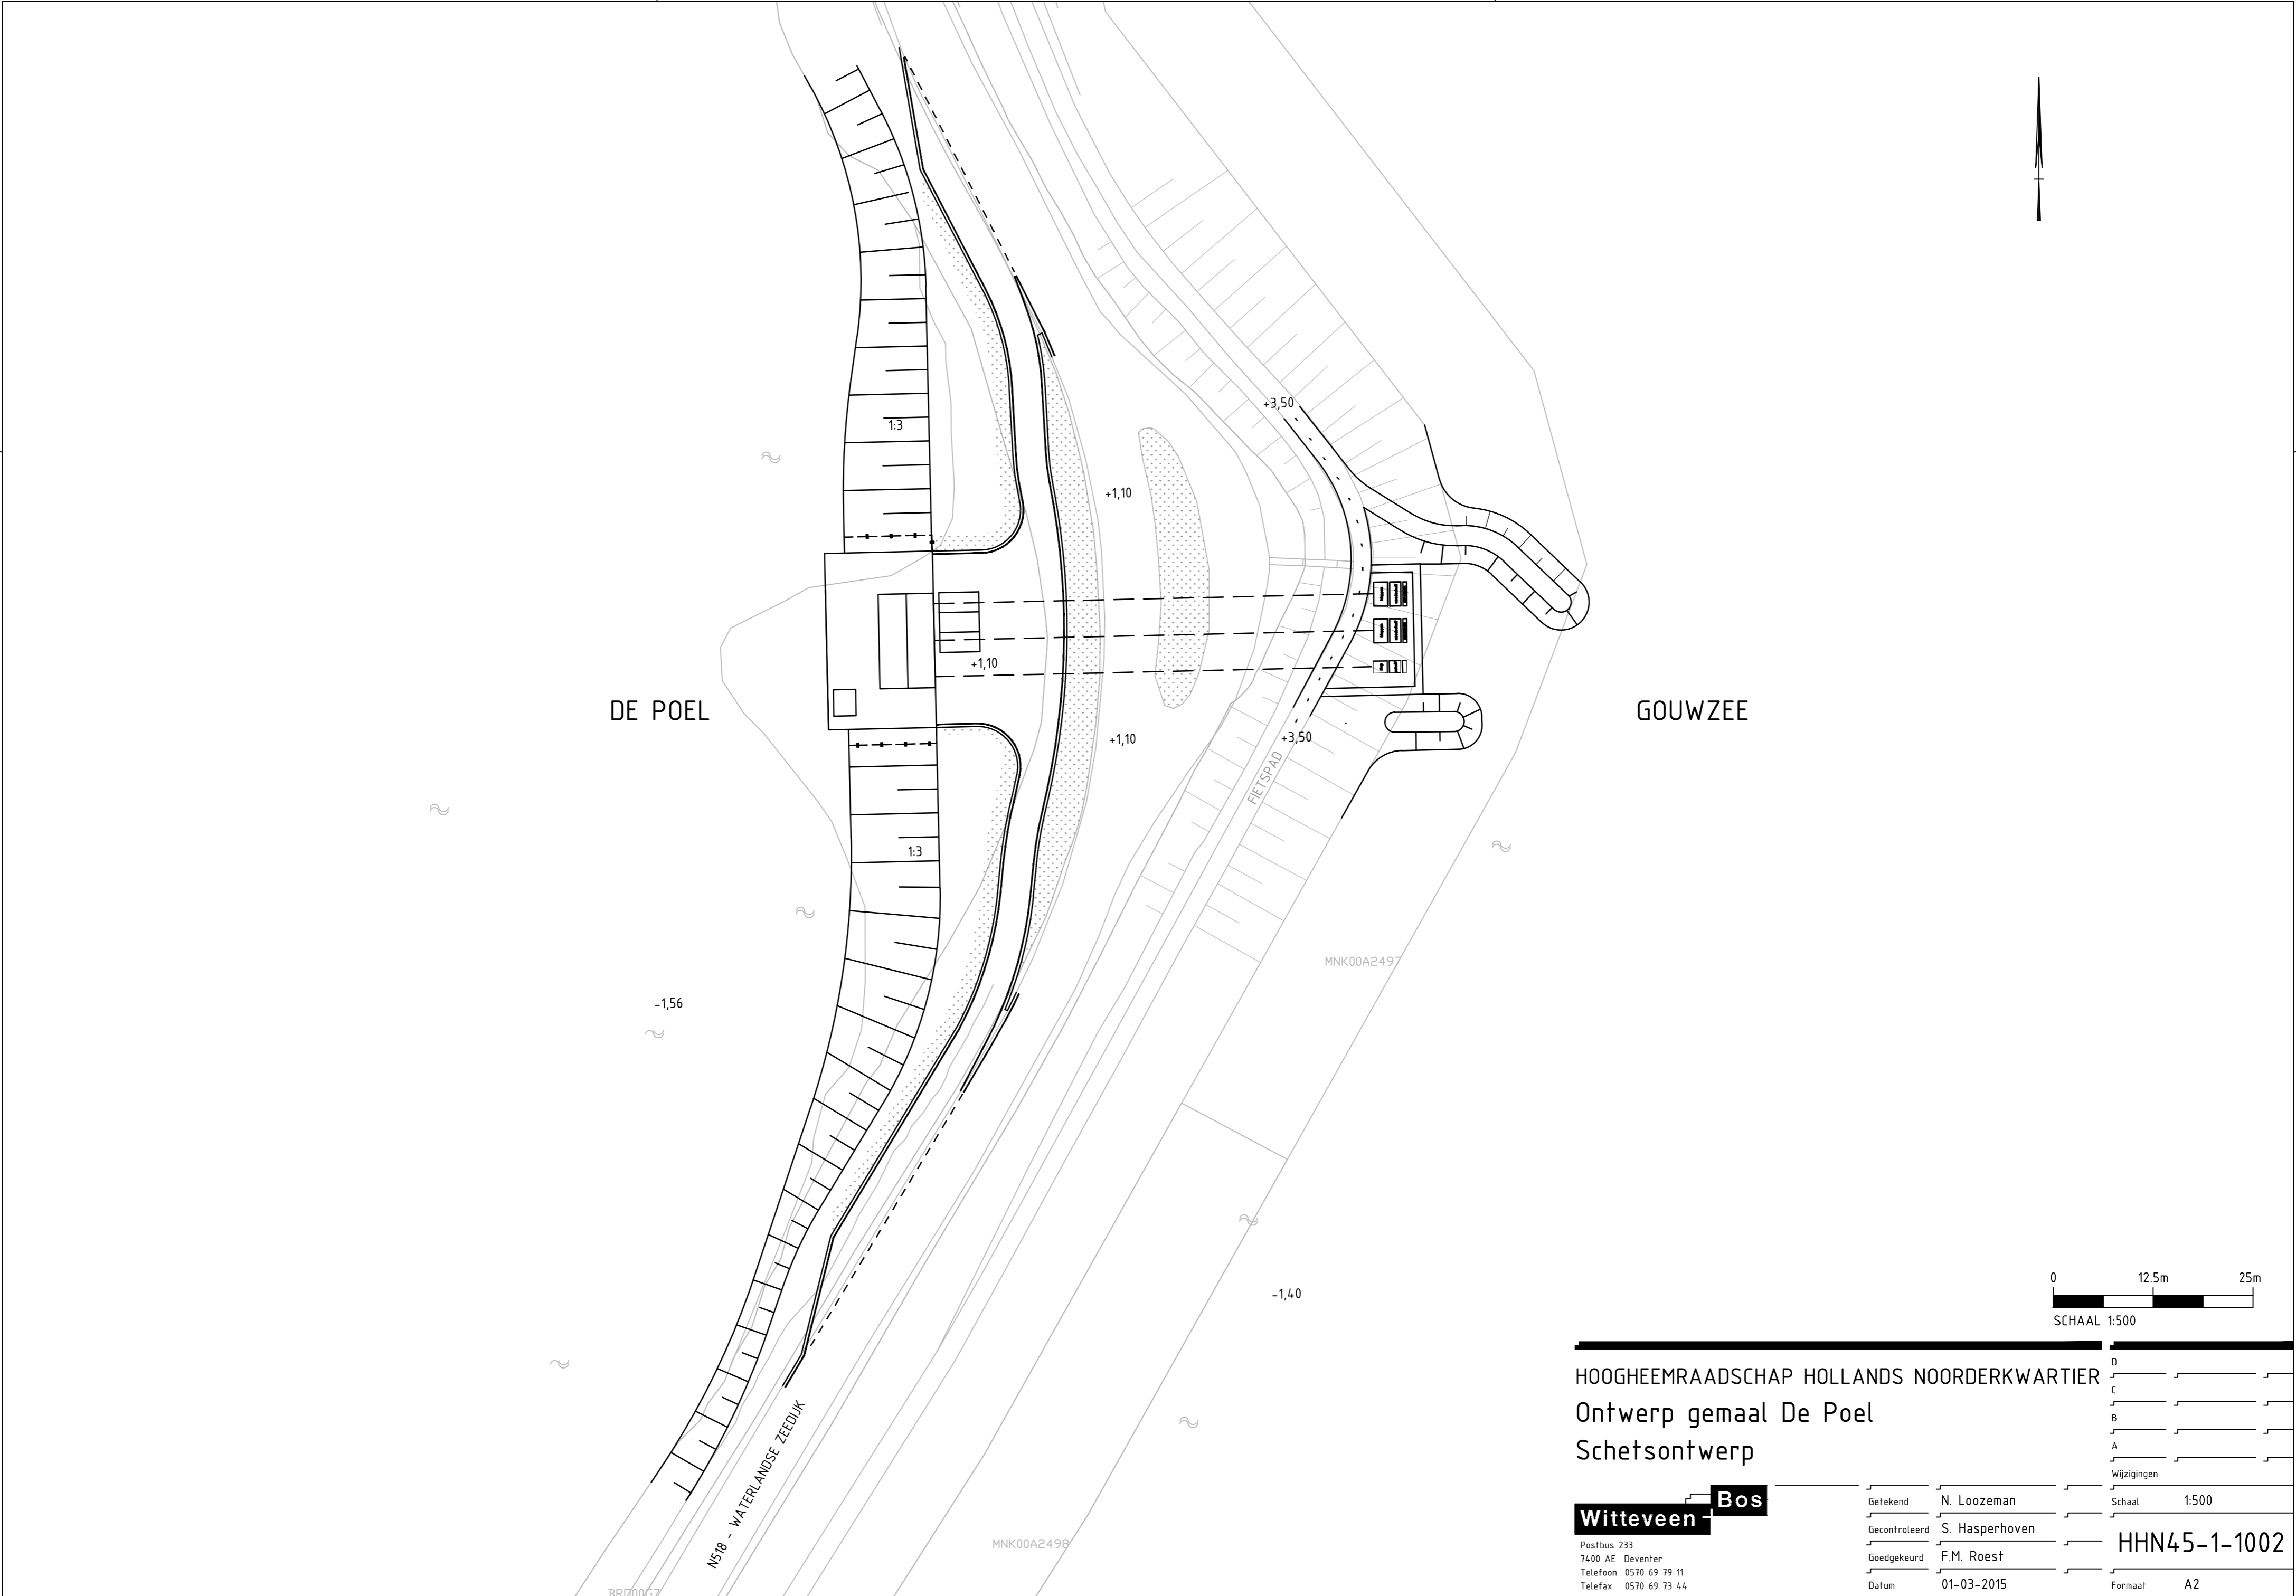 +3,50
1:3
+1,10
+1,10
DE POEL
GOUWZEE
+1,10
+3,50
FIETSPAD
1:3
MNK00A2497
-1,56
-1,40
0 12.5m 25m
SCHAAL 1:500
N518 - WATERLANDSE ZEEDIJK
MNK00A2498
HOOGHEEMRAADSCHAP HOLLANDS NOORDERKWARTIER
Ontwerp gemaal De Poel
Schetsontwerp
Witteveen+Bos
Postbus 233
7400 AE Deventer
Telefoon 0570 69 79 11
Telefax 0570 69 73 44
Getekend N. Loozeman
Gecontroleerd S. Hasperhoven
Goedgekeurd F.M. Roest
Datum 01-03-2015
D
C
B
A
Wijzigingen
Schaal 1:500
HHN45-1-1002
Formaat A2